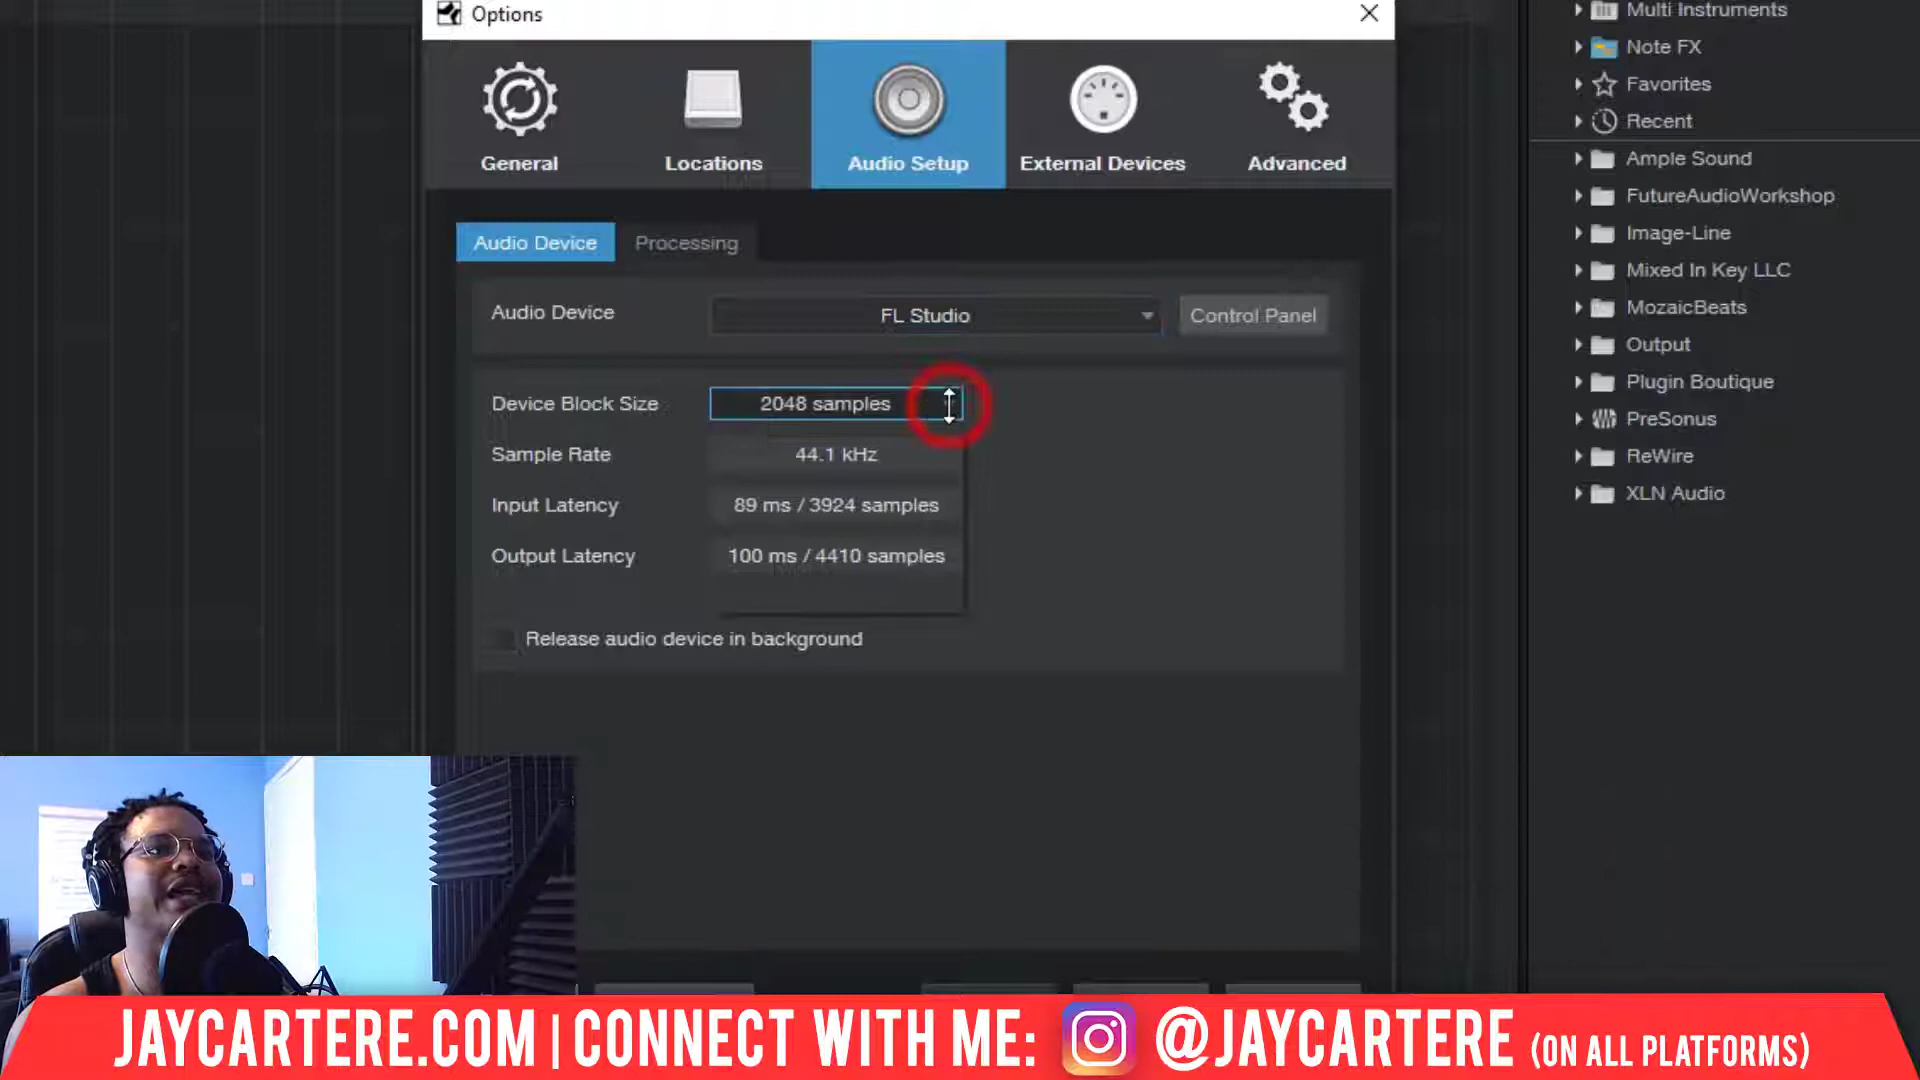 Options
General
Locations
Audio Setup
External Devices
Advanced
Audio Device
Processing
Audio Device
FL Studio
Control Panel
Device Block Size
2048 samples
Sample Rate
44.1 kHz
Input Latency
89 ms / 3924 samples
Output Latency
100 ms / 4410 samples
Release audio device in background
Multi Instruments
Note FX
Favorites
Recent
Ample Sound
FutureAudioWorkshop
Image-Line
Mixed In Key LLC
MozaicBeats
Output
Plugin Boutique
PreSonus
ReWire
XLN Audio
JAYCARTERE.COM | CONNECT WITH ME: @JAYCARTERE (ON ALL PLATFORMS)